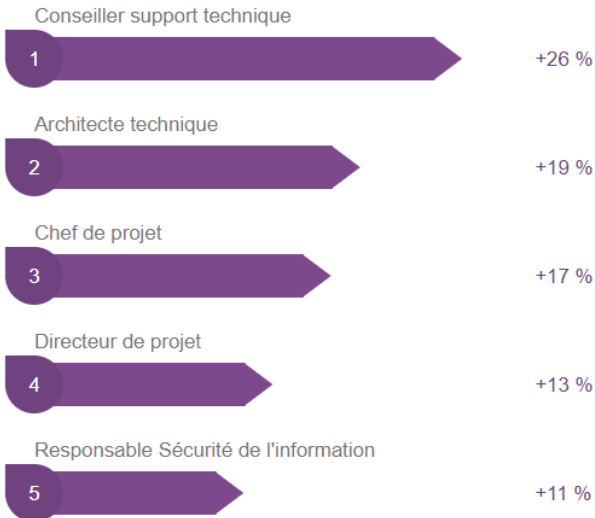 Conseiller support technique
1 +26 %
Architecte technique
2 +19 %
Chef de projet
3 +17 %
Directeur de projet
4 +13 %
Responsable Sécurité de l'information
5 +11 %